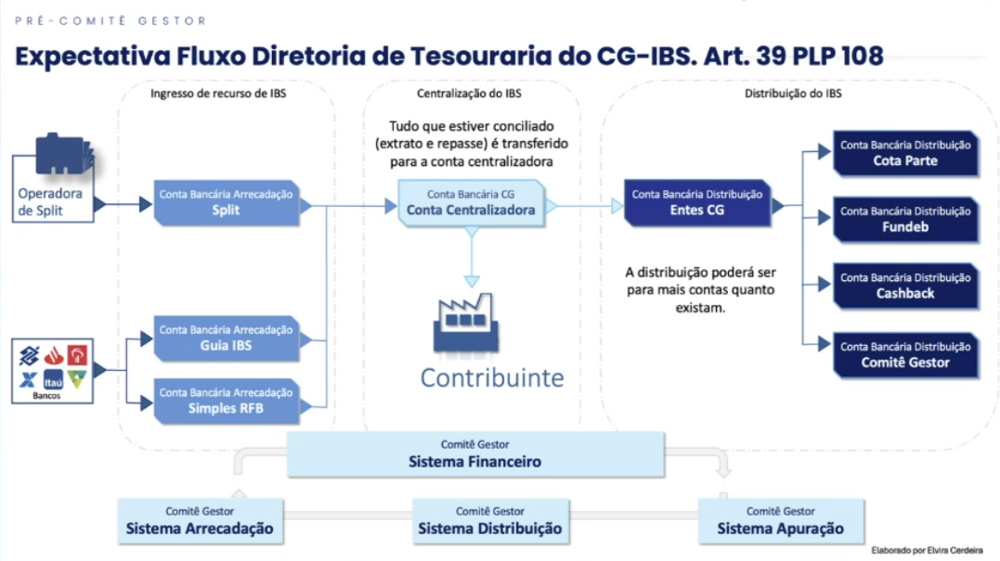 PRÉ-COMITÊ GESTOR
Expectativa Fluxo Diretoria de Tesouraria do CG-IBS. Art. 39 PLP 108
Ingresso de recurso de IBS
Centralização do IBS
Distribuição do IBS
Tudo que estiver conciliado
(extrato e repasse) é transferido
para a conta centralizadora
Operadora
de Split
Conta Bancária Arrecadação
Split
Conta Bancária CG
Conta Centralizadora
Conta Bancária Distribuição
Entes CG
Conta Bancária Distribuição
Cota Parte
Conta Bancária Distribuição
Fundeb
Conta Bancária Distribuição
Cashback
Conta Bancária Distribuição
Comitê Gestor
A distribuição poderá ser
para mais contas quanto
existam.
Conta Bancária Arrecadação
Guia IBS
Conta Bancária Arrecadação
Simples RFB
Itaú
Bancos
Contribuinte
Comitê Gestor
Sistema Financeiro
Comitê Gestor
Sistema Arrecadação
Comitê Gestor
Sistema Distribuição
Comitê Gestor
Sistema Apuração
Elaborado por Elvira Cerdeira